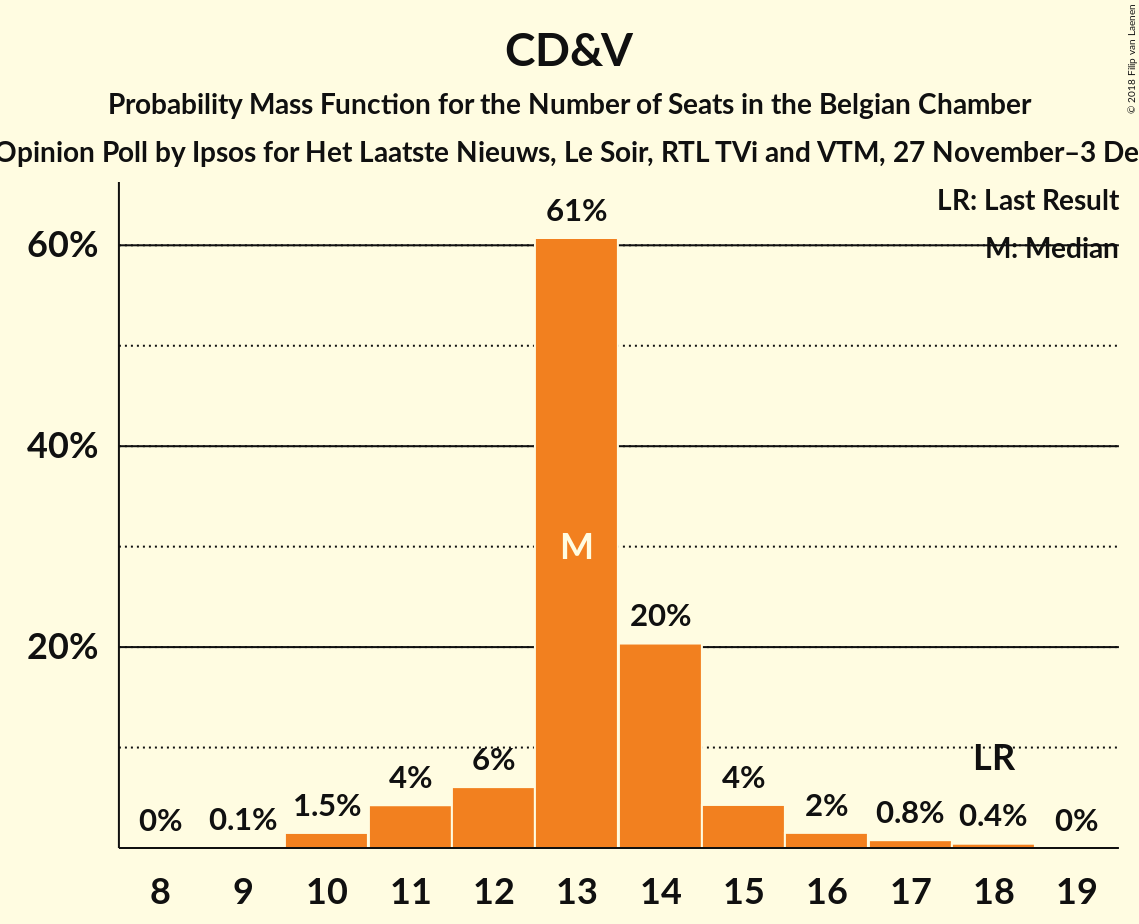 CD&V
Probability Mass Function for the Number of Seats in the Belgian Chamber
Opinion Poll by Ipsos for Het Laatste Nieuws, Le Soir, RTL TVi and VTM, 27 November–3 De
© 2018 Filip van Laenen
LR: Last Result
M: Median
60%
40%
20%
0% 0.1% 1.5% 4% 6% 61% 20% 4% 2% 0.8% 0.4% 0%
M
LR
8 9 10 11 12 13 14 15 16 17 18 19